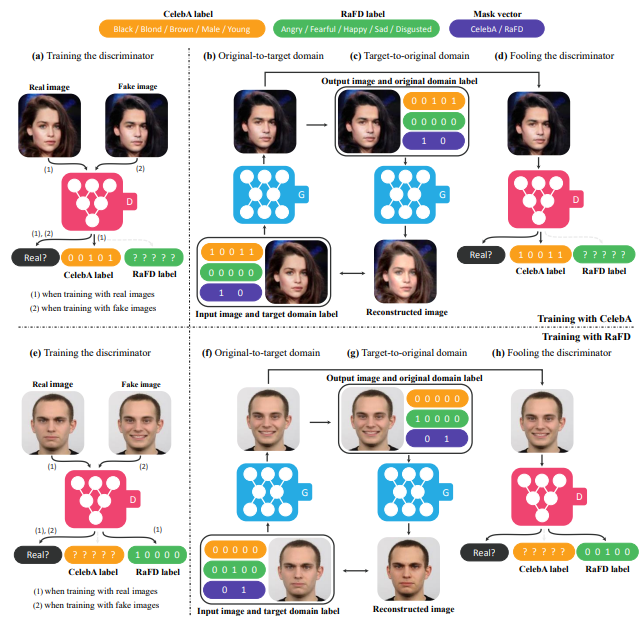 CelebA label
RaFD label
Mask vector
Black / Blond / Brown / Male / Young
Angry / Fearful / Happy / Sad / Disgusted
CelebA / RaFD
(a) Training the discriminator
(b) Original-to-target domain
(c) Target-to-original domain
(d) Fooling the discriminator
Real image
Fake image
(1)
(2)
D
(1), (2)
(1)
Real?
0 0 1 0 1
? ? ? ? ?
CelebA label
RaFD label
(1) when training with real images
(2) when training with fake images
Output image and original domain label
0 0 1 0 1
0 0 0 0 0
1 0
G
G
1 0 0 1 1
0 0 0 0 0
1 0
Input image and target domain label
Reconstructed image
D
Real?
1 0 0 1 1
? ? ? ? ?
CelebA label
RaFD label
Training with CelebA
Training with RaFD
(e) Training the discriminator
(f) Original-to-target domain
(g) Target-to-original domain
(h) Fooling the discriminator
Real image
Fake image
(1)
(2)
D
(1), (2)
(1)
Real?
? ? ? ? ?
1 0 0 0 0
CelebA label
RaFD label
(1) when training with real images
(2) when training with fake images
Output image and original domain label
0 0 0 0 0
1 0 0 0 0
0 1
G
G
0 0 0 0 0
0 0 1 0 0
0 1
Input image and target domain label
Reconstructed image
D
Real?
? ? ? ? ?
0 0 1 0 0
CelebA label
RaFD label